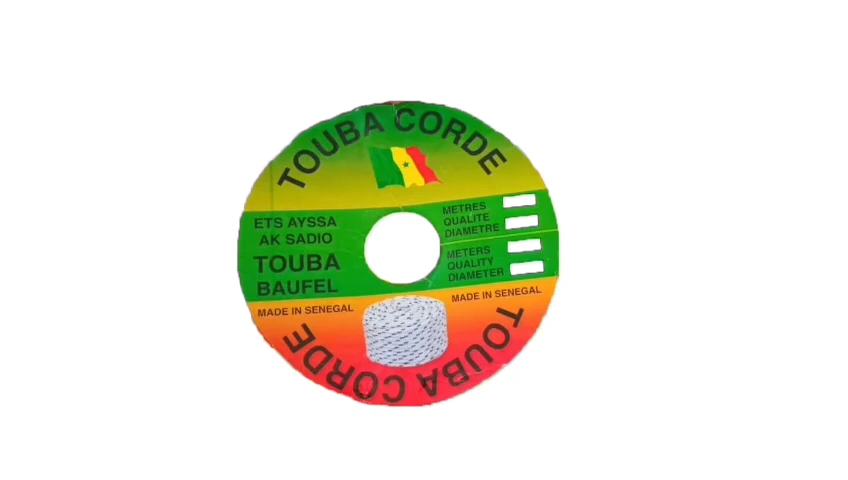 TOUBA CORDE
ETS AYSSA
AK SADIO
TOUBA
BAUFEL
METRES
QUALITE
DIAMETRE
METERS
QUALITY
DIAMETER
MADE IN SENEGAL
MADE IN SENEGAL
TOUBA CORDE